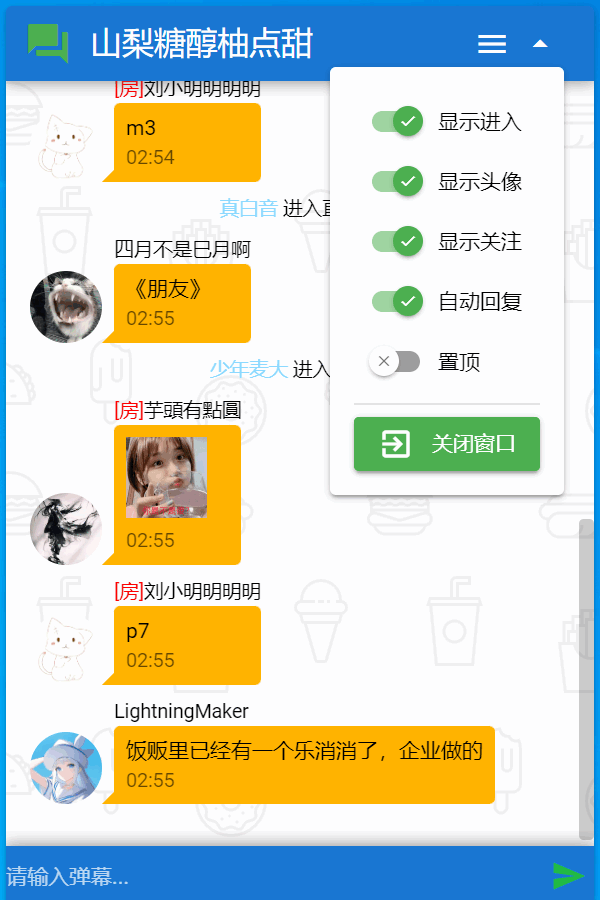 山梨糖醇柚点甜
[房]刘小明明明明
m3
02:54
真白音 进入直
四月不是巳月啊
《朋友》
02:55
少年麦大 进入
[房]芋頭有點圓
02:55
[房]刘小明明明明
p7
02:55
LightningMaker
饭贩里已经有一个乐消消了，企业做的
02:55
显示进入
显示头像
显示关注
自动回复
置顶
关闭窗口
请输入弹幕...